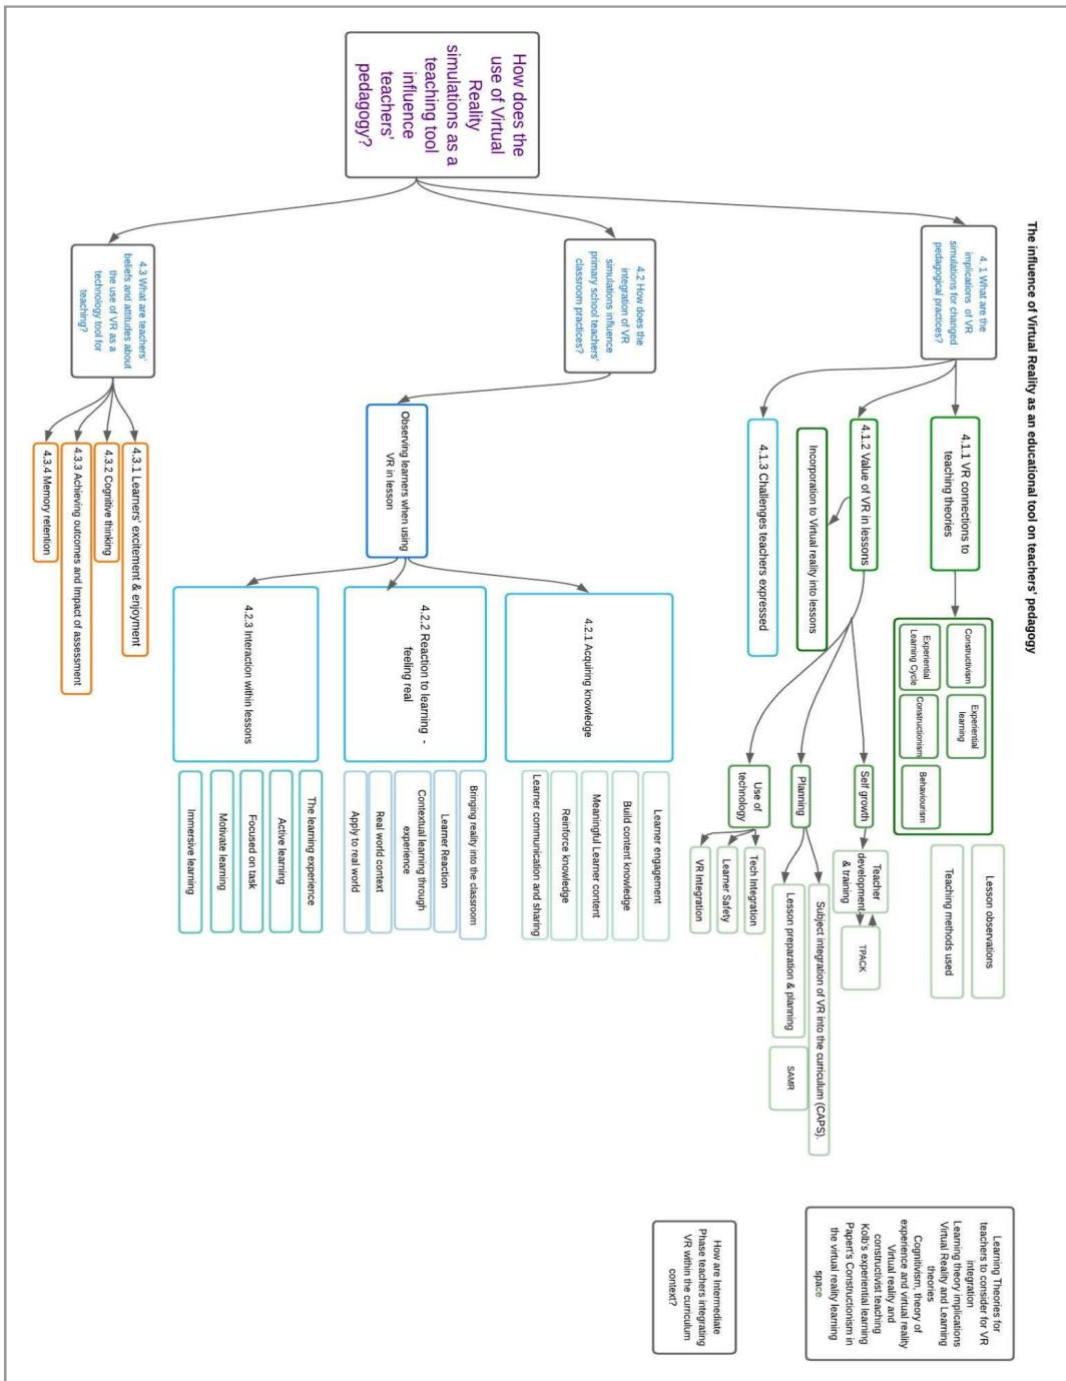 The influence of Virtual Reality as an educational tool on teachers' pedagogy
How does the
use of Virtual
Reality
simulations as a
teaching tool
influence
teachers'
pedagogy?
4. 1 What are the
implications of VR
simulations for changed
pedagogical practices?
4.1.1 VR connections to
teaching theories
Constructivism
Experiential
learning
Behaviourism
Experiential
Learning Cycle
Constructionism
Lesson observations
Teaching methods used
4.1.2 Value of VR in lessons
Incorporation to Virtual reality into lessons
Self growth
Teacher
development
& training
TPACK
Planning
Subject integration of VR into the curriculum (CAPS).
Lesson preparation & planning
SAMR
Use of
technology
Tech Integration
Learner Safety
VR Integration
4.1.3 Challenges teachers expressed
4.2 How does the
integration of VR
simulations influence
primary school teachers'
classroom practices?
Observing learners when using
VR in lesson
4.2.1 Acquiring knowledge
Learner engagement
Build content knowledge
Meaningful Learner content
Reinforce knowledge
Learner communication and sharing
4.2.2 Reaction to learning -
feeling real
Bringing reality into the classroom
Learner Reaction
Contextual learning through
experience
Real world context
Apply to real world
4.2.3 Interaction within lessons
The learning experience
Active learning
Focused on task
Motivate learning
Immersive learning
4.3 What are teachers'
beliefs and attitudes about
the use of VR as a
technology tool for
teaching?
4.3.1 Learners' excitement & enjoyment
4.3.2 Cognitive thinking
4.3.3 Achieving outcomes and Impact of assessment
4.3.4 Memory retention
Learning Theories for
teachers to consider for VR
integration
Learning theory implications
Virtual Reality and Learning
theories
Cognitivism, theory of
experience and virtual reality
Virtual reality and
constructivist teaching
Kolb's experiential learning
Papert's Constructionism in
the virtual reality learning
space
How are Intermediate
Phase teachers integrating
VR within the curriculum
context?